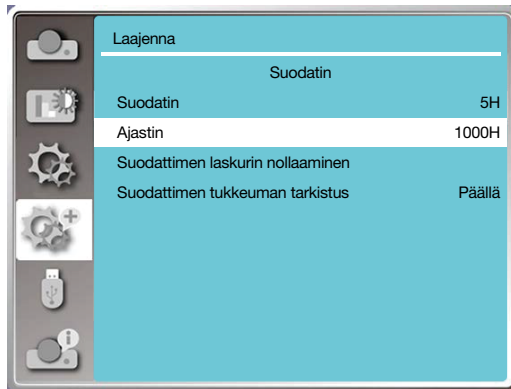 Laajenna
Suodatin
Suodatin 5H
Ajastin 1000H
Suodattimen laskurin nollaaminen
Suodattimen tukkeuman tarkistus Päällä